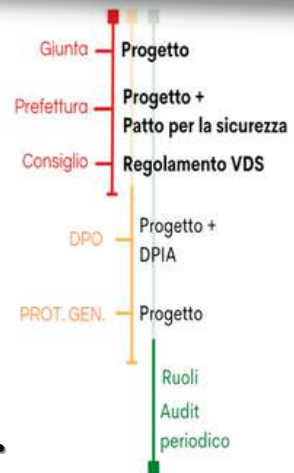 Giunta Progetto
Prefettura Progetto +
Patto per la sicurezza
Consiglio Regolamento VDS
DPO Progetto +
DPIA
PROT. GEN. Progetto
Ruoli
Audit
periodico